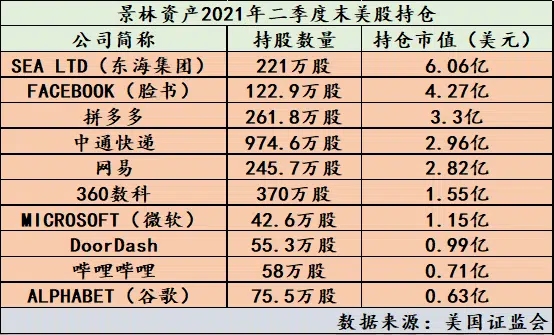 景林资产2021年二季度末美股持仓
公司简称 持股数量 持仓市值（美元）
SEA LTD（东海集团） 221万股 6.06亿
FACEBOOK（脸书） 122.9万股 4.27亿
拼多多 261.8万股 3.3亿
中通快递 974.6万股 2.96亿
网易 245.7万股 2.82亿
360数科 370万股 1.55亿
MICROSOFT（微软） 42.6万股 1.15亿
DoorDash 55.3万股 0.99亿
哔哩哔哩 58万股 0.71亿
ALPHABET（谷歌） 75.5万股 0.63亿
数据来源：美国证监会